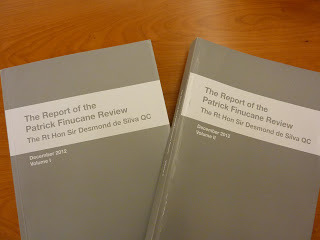 The Report of the
Patrick Finucane Review
The Rt Hon Sir Desmond de Silva QC
December 2012
Volume I
The Report of the
Patrick Finucane Review
The Rt Hon Sir Desmond de Silva QC
December 2012
Volume II